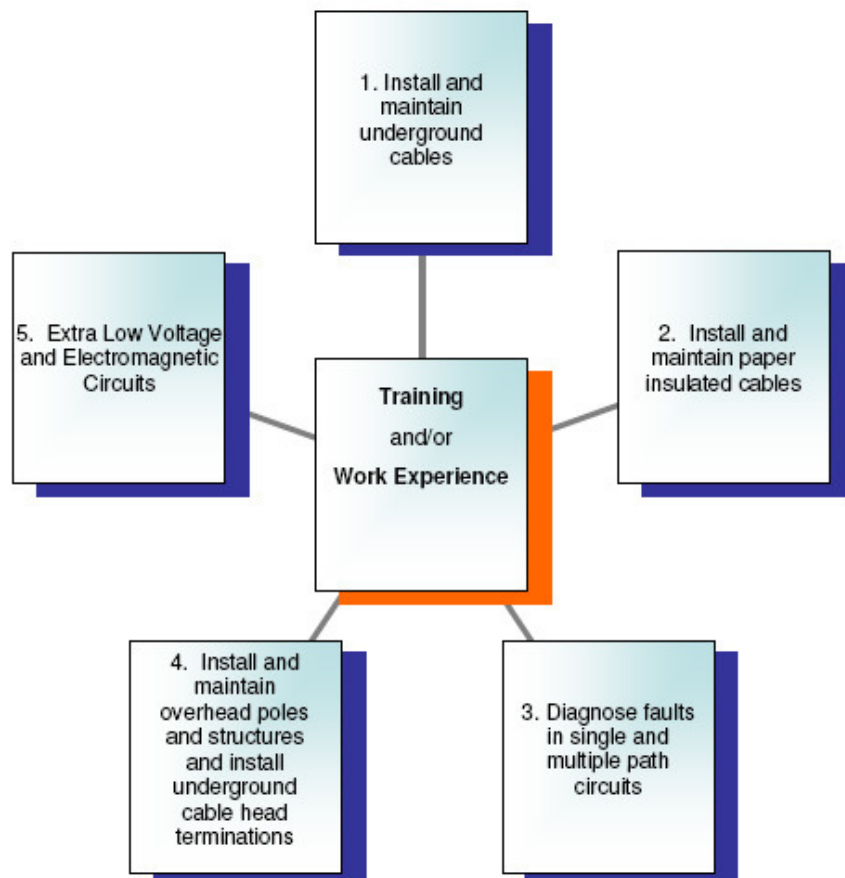 1. Install and
maintain
underground
cables
5. Extra Low Voltage
and Electromagnetic
Circuits
2. Install and
maintain paper
insulated cables
Training
and/or
Work Experience
4. Install and
maintain
overhead poles
and structures
and install
underground
cable head
terminations
3. Diagnose faults
in single and
multiple path
circuits